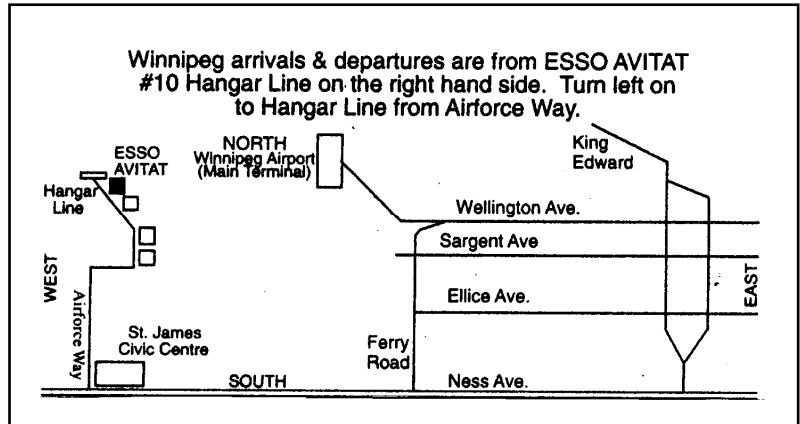 Winnipeg arrivals & departures are from ESSO AVITAT
#10 Hangar Line on the right hand side. Turn left on
to Hangar Line from Airforce Way.
NORTH
Winnipeg Airport
(Main Terminal)
King
Edward
ESSO
AVITAT
Hangar
Line
Wellington Ave.
Sargent Ave
WEST
EAST
Airforce Way
Ellice Ave.
St. James
Civic Centre
Ferry
Road
SOUTH
Ness Ave.